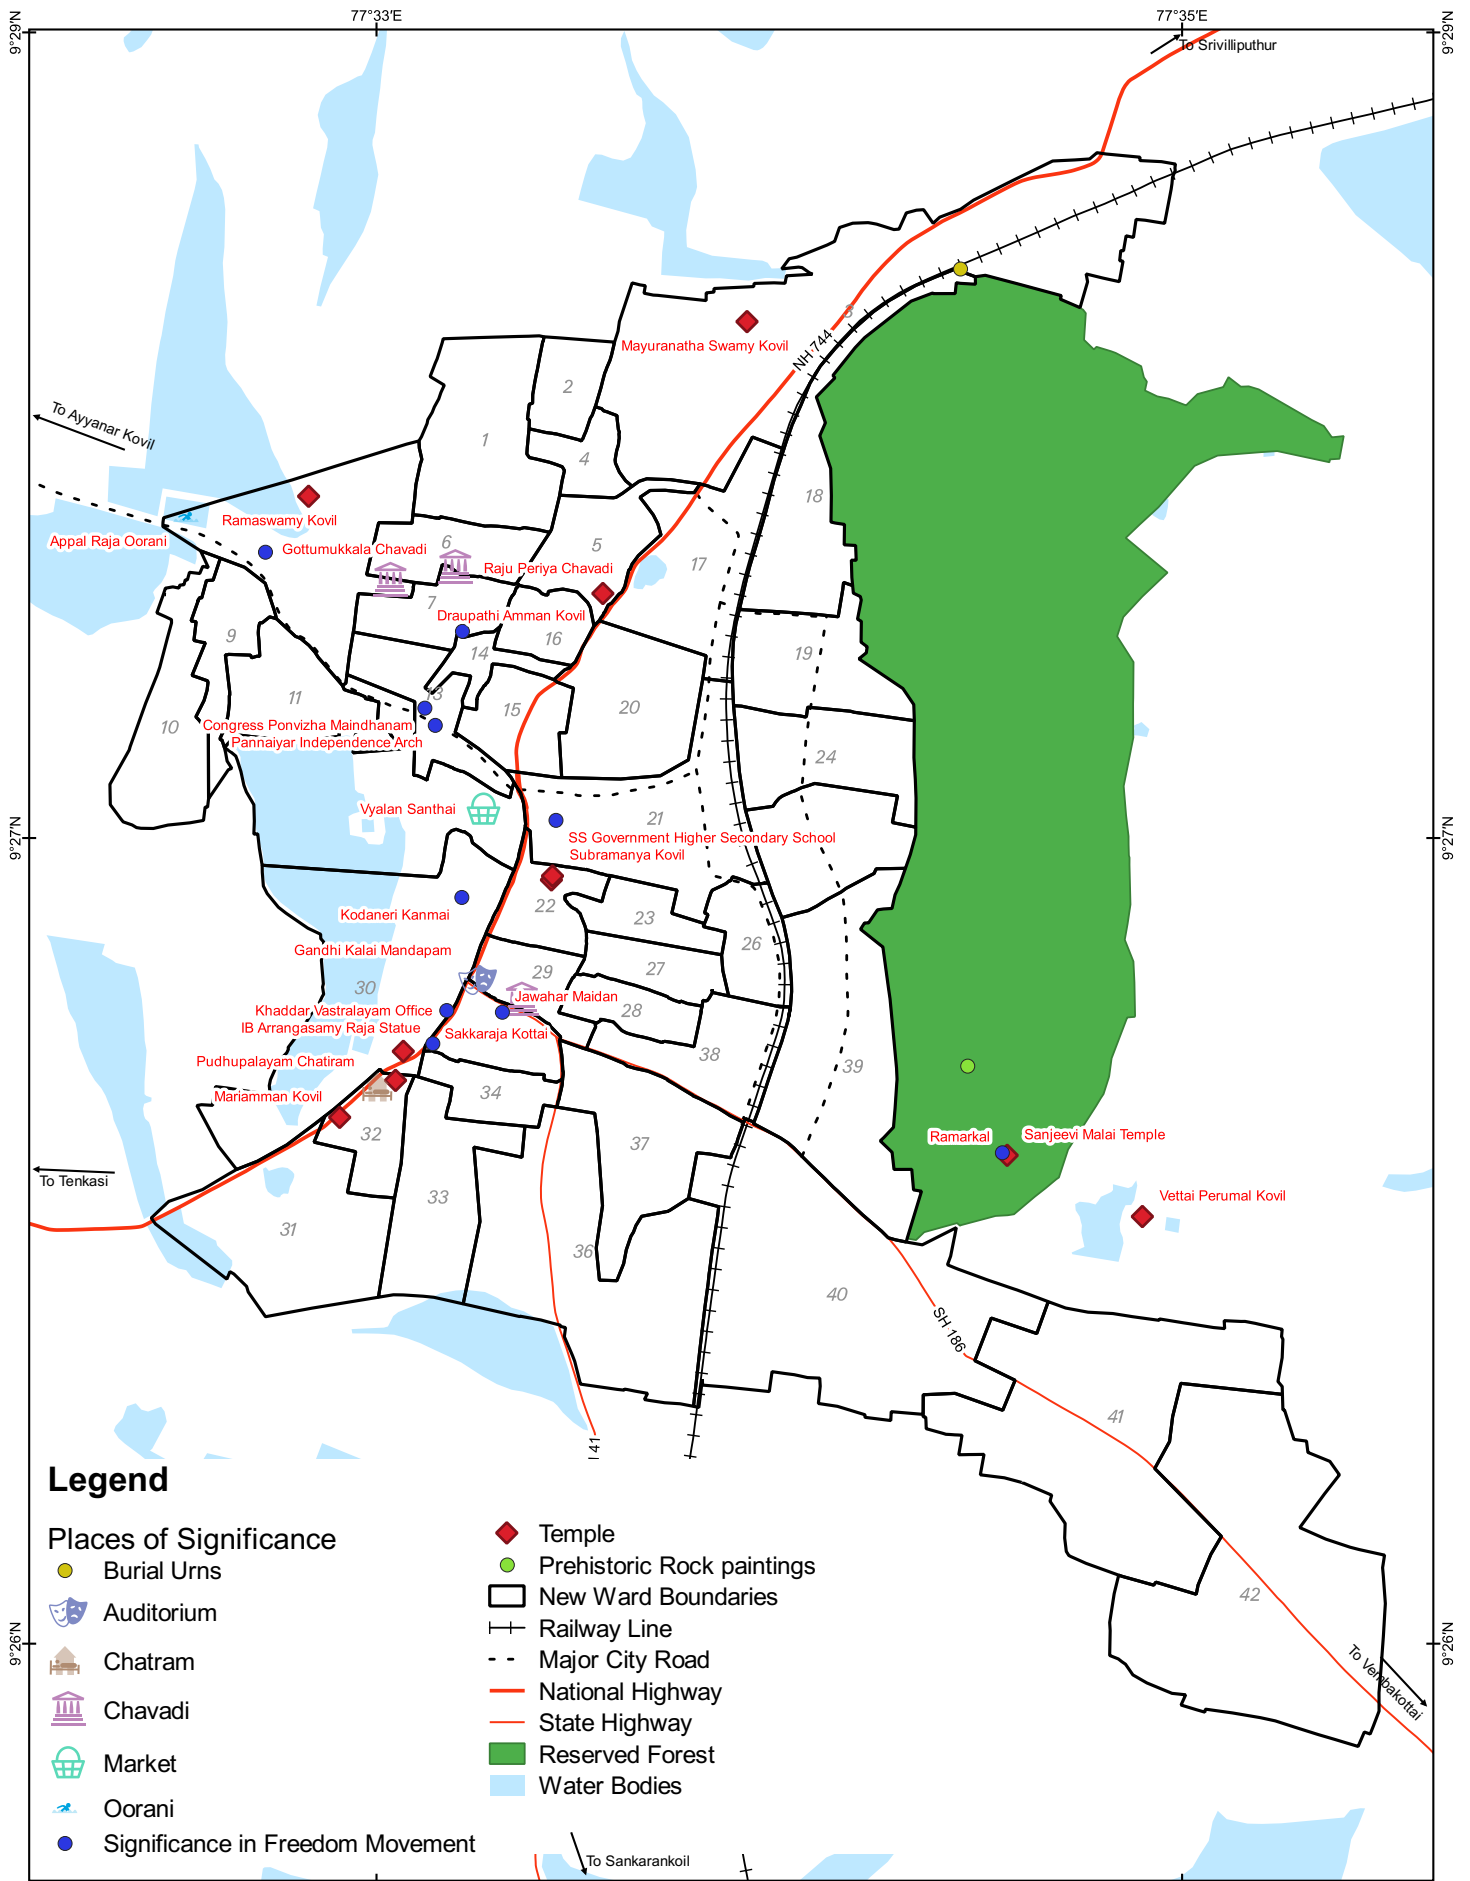 77°33′E
77°35′E
9°29′N
9°29′N
To Srivilliputhur
3
Mayuranatha Swamy Kovil
NH 744
2
To Ayyanar Kovil
1
4
18
Ramaswamy Kovil
Appal Raja Oorani
Gottumukkala Chavadi
6
5
17
Raju Periya Chavadi
7
Draupathi Amman Kovil
9
16
14
19
13
11
15
20
10
Congress Ponvizha Maindhanam
Pannaiyar Independence Arch
24
Vyalan Santhai
21
9°27′N
9°27′N
SS Government Higher Secondary School
Subramanya Kovil
22
23
Kodaneri Kanmai
26
Gandhi Kalai Mandapam
29
27
30
Jawahar Maidan
Khaddar Vastralayam Office
28
IB Arrangasamy Raja Statue
Sakkaraja Kottai
Pudhupalayam Chatiram
38
39
Mariamman Kovil
34
32
37
Ramarkal
Sanjeevi Malai Temple
To Tenkasi
33
Vettai Perumal Kovil
31
36
40
SH 186
41
41
Legend
Places of Significance
Burial Urns
Auditorium
Chatram
Chavadi
Market
Oorani
Significance in Freedom Movement
Temple
Prehistoric Rock paintings
New Ward Boundaries
Railway Line
Major City Road
National Highway
State Highway
Reserved Forest
Water Bodies
42
9°26′N
9°26′N
To Vembakottai
To Sankarankoil